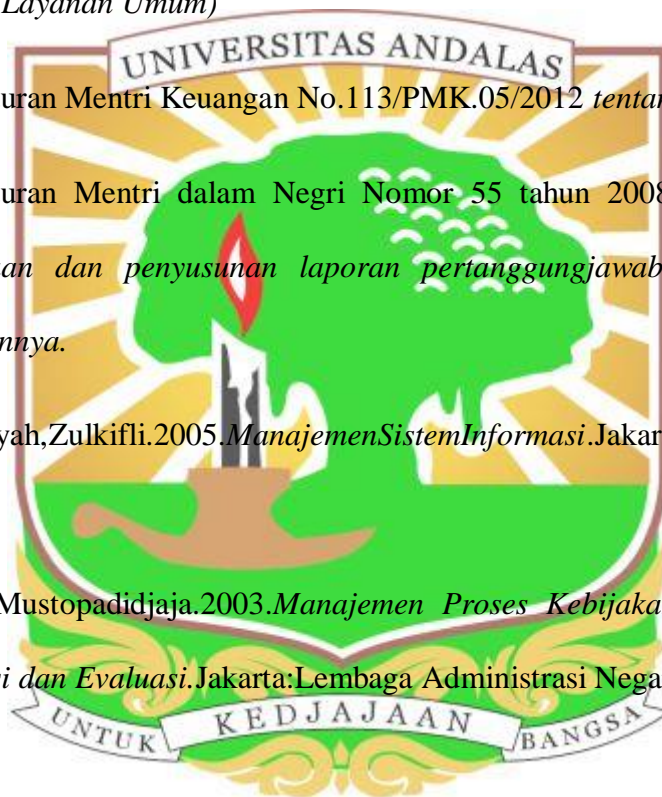 Layanan Umum)
UNIVERSITAS ANDALAS
uran Mentri Keuangan No.113/PMK.05/2012 tentan
uran Mentri dalam Negri Nomor 55 tahun 2008
an dan penyusunan laporan pertanggungjawab
nnya.
yah,Zulkifli.2005.ManajemenSistemInformasi.Jakar
Mustopadidjaja.2003.Manajemen Proses Kebijaka
i dan Evaluasi.Jakarta:Lembaga Administrasi Nega
UNTUK KEDJAJAAN BANGSA